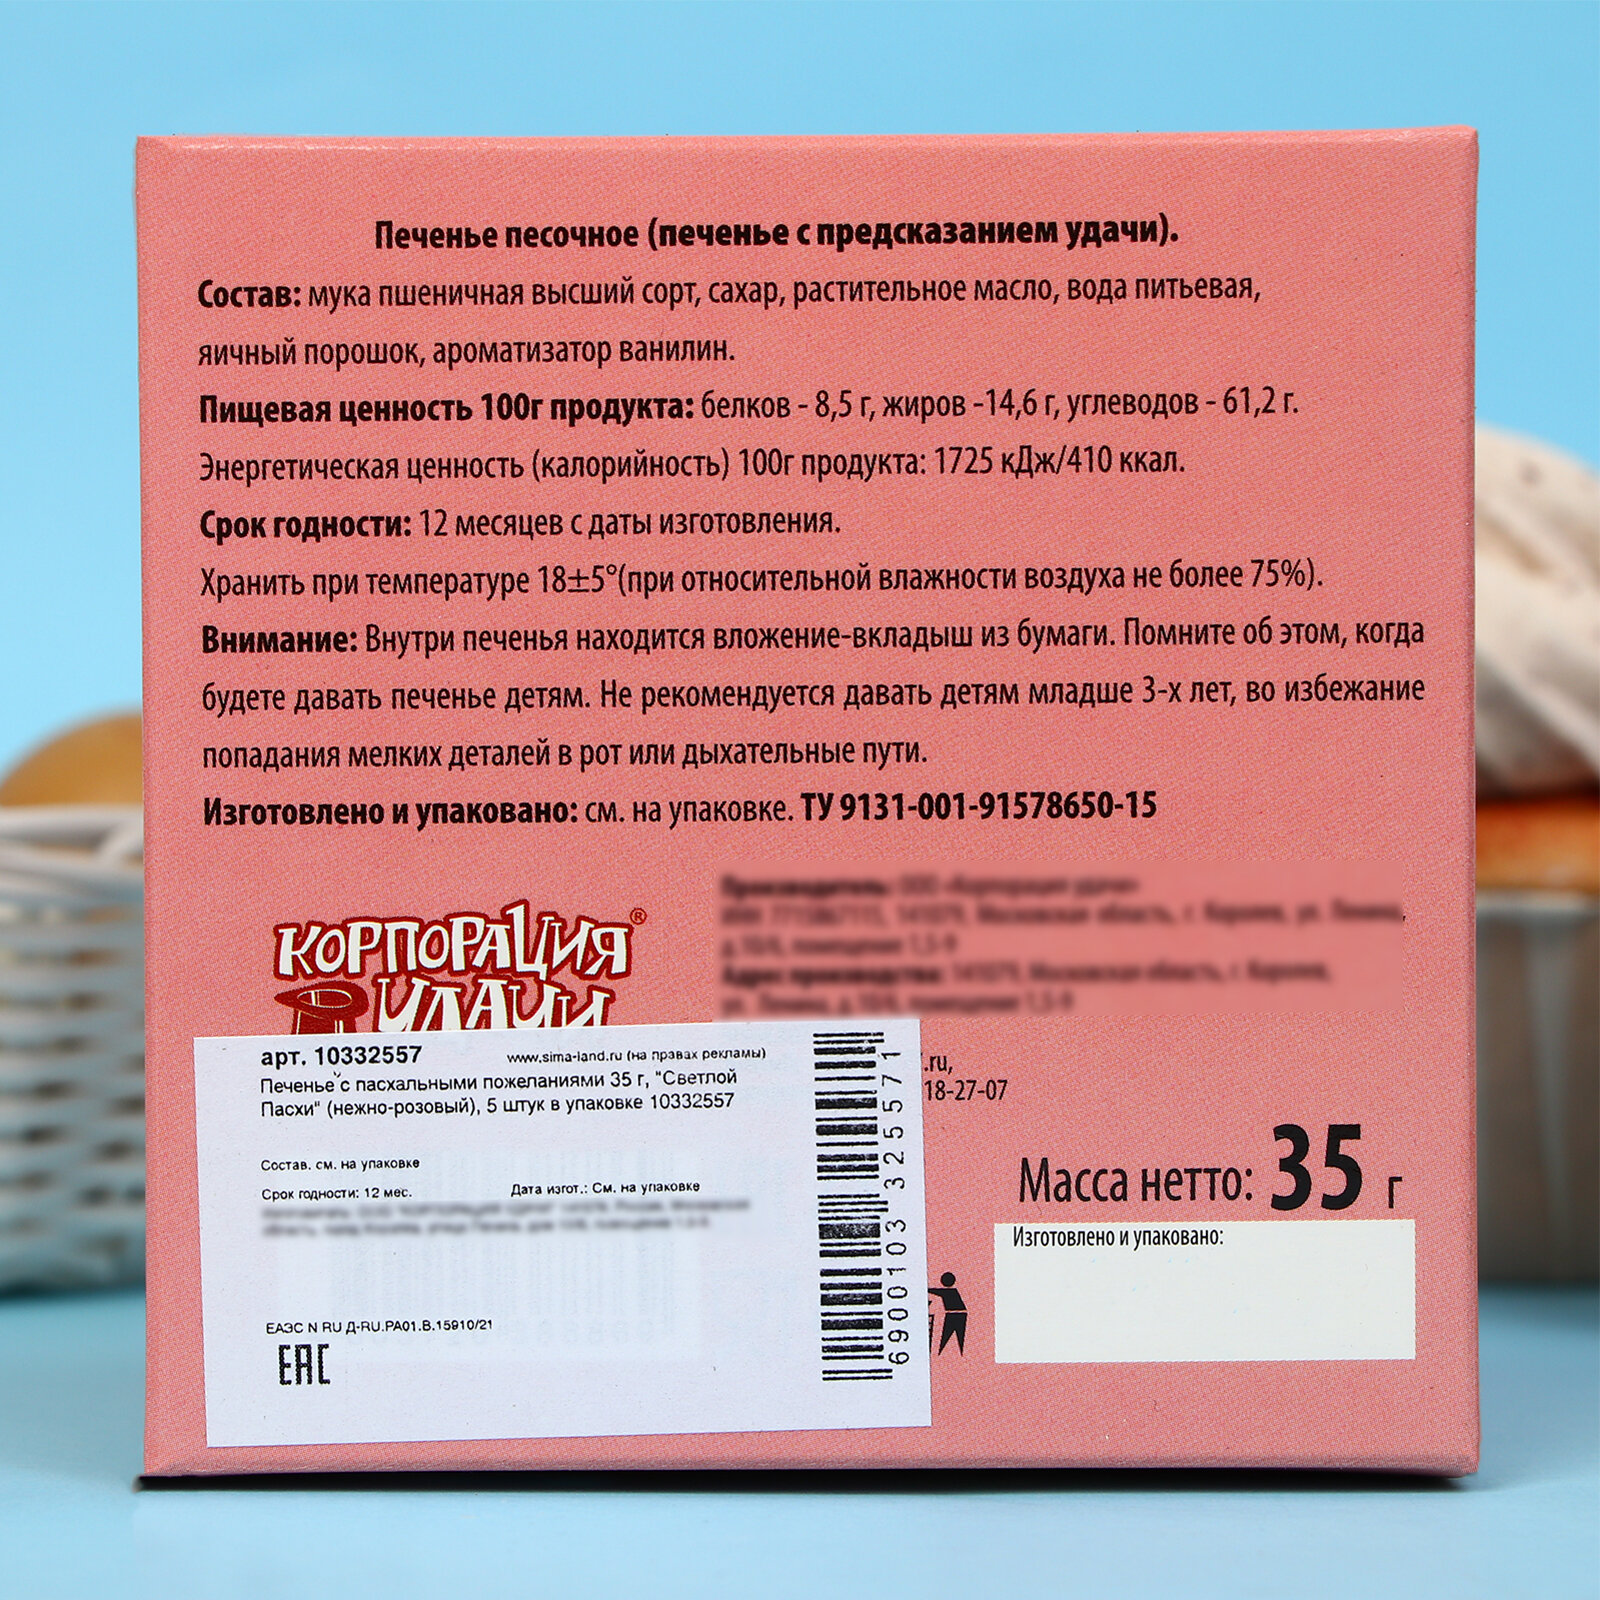 Печенье песочное (печенье с предсказанием удачи).
Состав: мука пшеничная высший сорт, сахар, растительное масло, вода питьевая,
яичный порошок, ароматизатор ванилин.
Пищевая ценность 100г продукта: белков - 8,5 г, жиров -14,6 г, углеводов - 61,2 г.
Энергетическая ценность (калорийность) 100г продукта: 1725 кДж/410 ккал.
Срок годности: 12 месяцев с даты изготовления.
Хранить при температуре 18±5°(при относительной влажности воздуха не более 75%).
Внимание: Внутри печенья находится вложение-вкладыш из бумаги. Помните об этом, когда
будете давать печенье детям. Не рекомендуется давать детям младше 3-х лет, во избежание
попадания мелких деталей в рот или дыхательные пути.
Изготовлено и упаковано: см. на упаковке. ТУ 9131-001-91578650-15
КОРПОРАЦИЯ®
УДАЧИ
.ru,
18-27-07
арт. 10332557 www.sima-land.ru (на правах рекламы)
Печенье с пасхальными пожеланиями 35 г, "Светлой
Пасхи" (нежно-розовый), 5 штук в упаковке 10332557
Состав. см. на упаковке
Срок годности: 12 мес. Дата изгот.: См. на упаковке
ЕАЭС N RU Д-RU.РА01.В.15910/21
ЕАС
6900103325571
Масса нетто: 35 г
Изготовлено и упаковано: